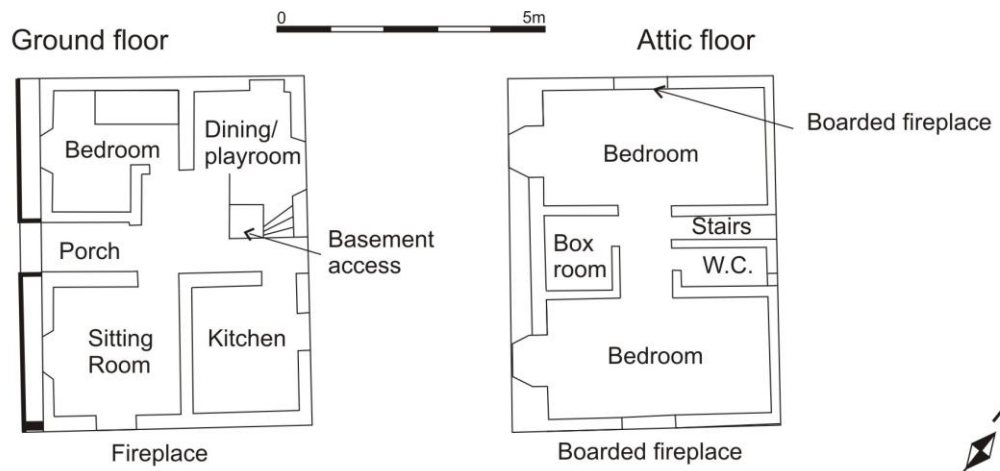 0 5m
Ground floor
Attic floor
Bedroom
Dining/
playroom
Porch
Basement
access
Sitting
Room
Kitchen
Fireplace
Boarded fireplace
Bedroom
Box
room
Stairs
W.C.
Bedroom
Boarded fireplace